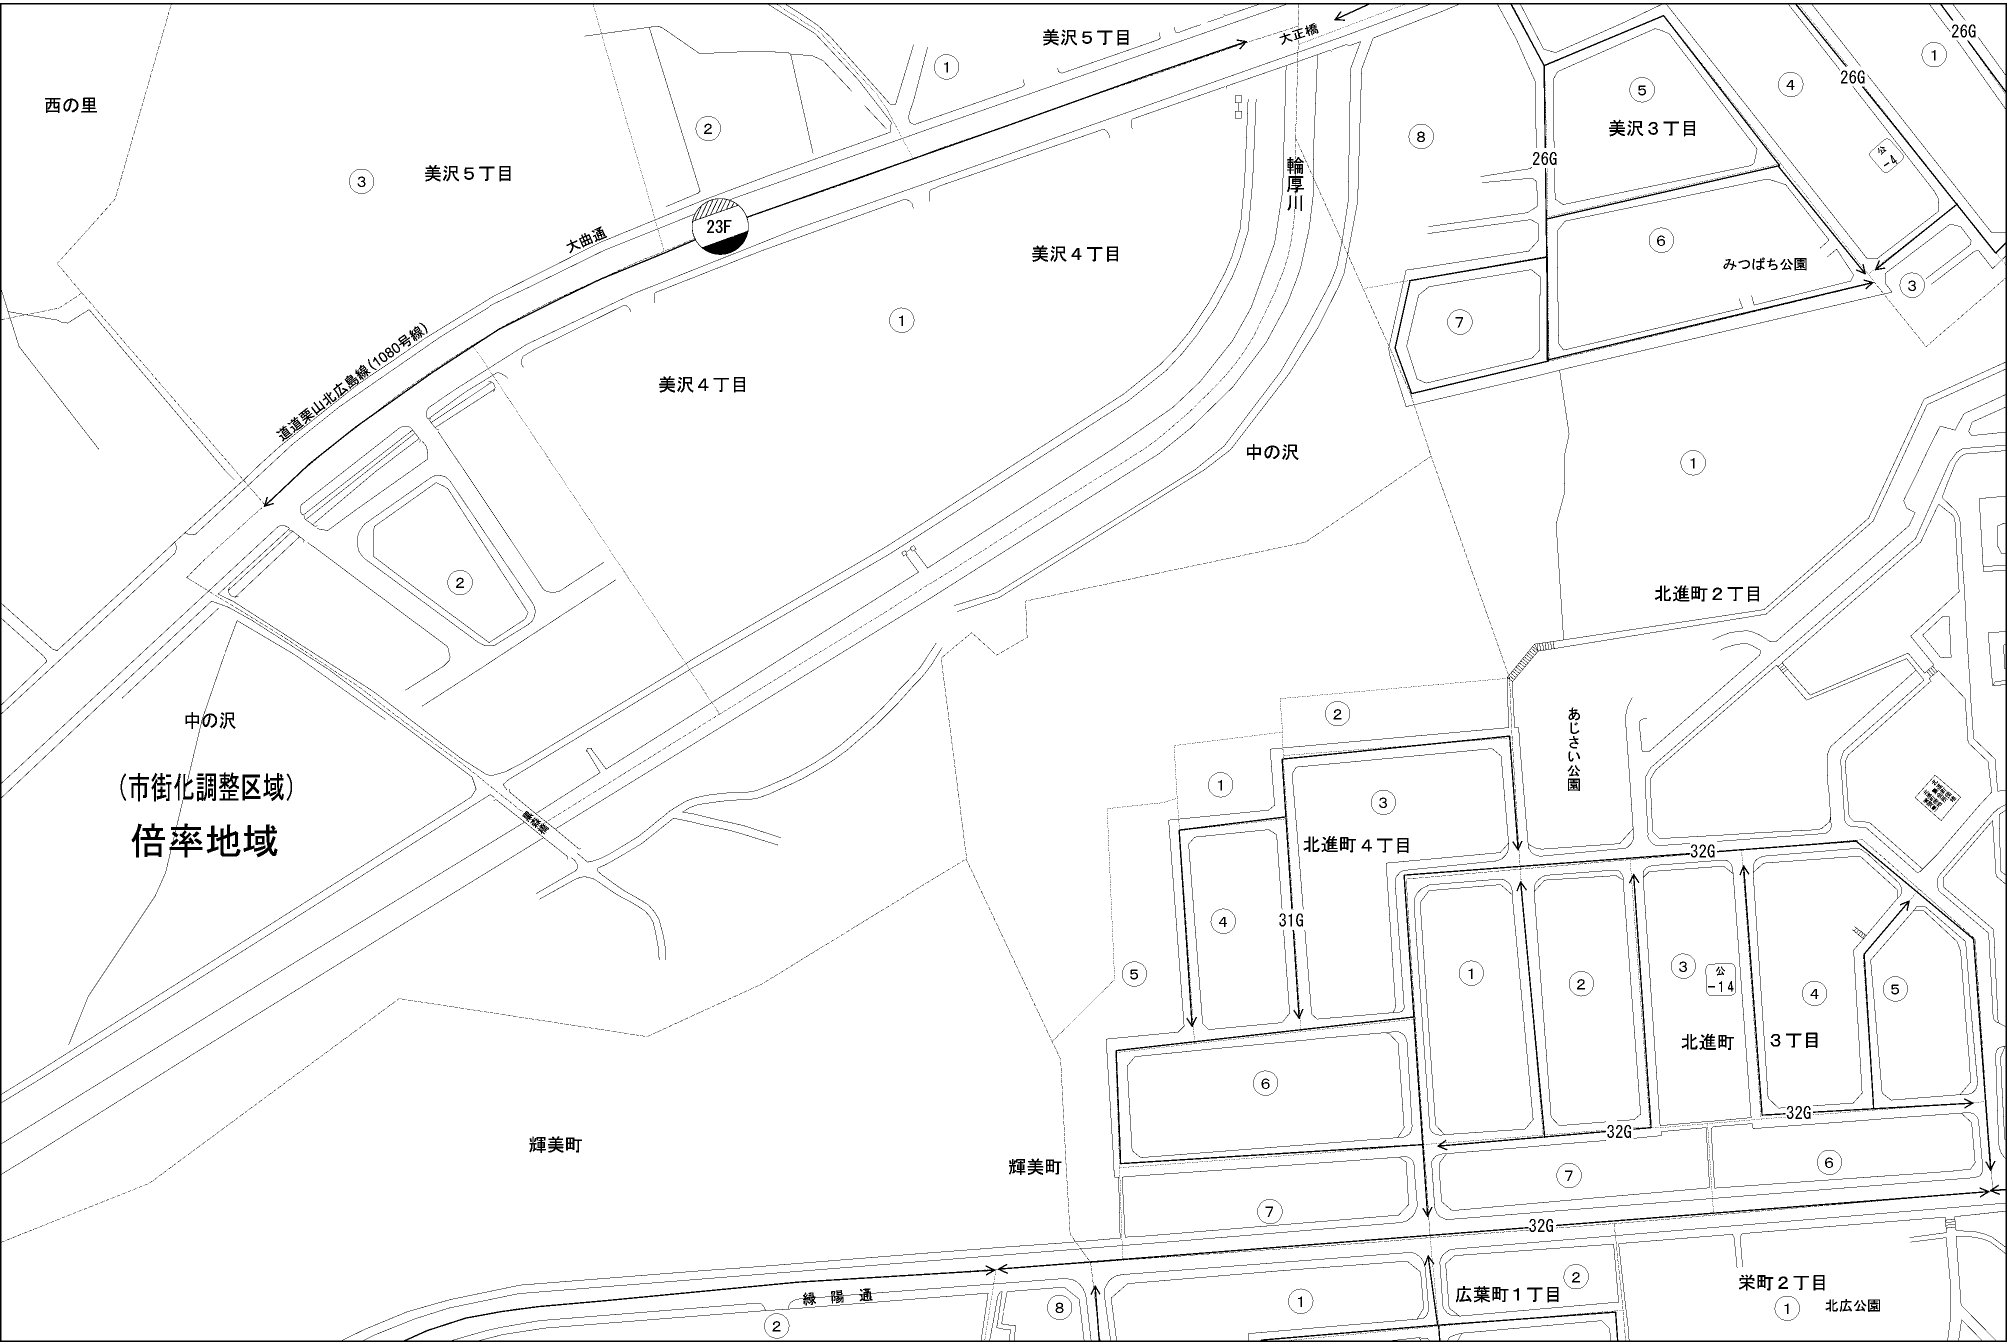 26G
美沢5丁目
大正橋
①
①
26G
④
⑤
西の里
美沢3丁目
②
⑧
公
-4
26G
輪厚川
美沢5丁目
③
23F
大曲通
⑥
美沢4丁目
みつばち公園
③
①
⑦
道道栗山北広島線(1080号線)
美沢4丁目
中の沢
①
②
北進町2丁目
②
中の沢
あじさい公園
(市街化調整区域)
①
③
倍率地域
北進町4丁目
32G
④
31G
⑤
①
②
③
公
-14
④
⑤
北進町 3丁目
⑥
32G
32G
輝美町
輝美町
⑦
⑥
⑦
32G
緑陽通
②
⑧
①
広葉町1丁目
②
栄町2丁目
①
北広公園